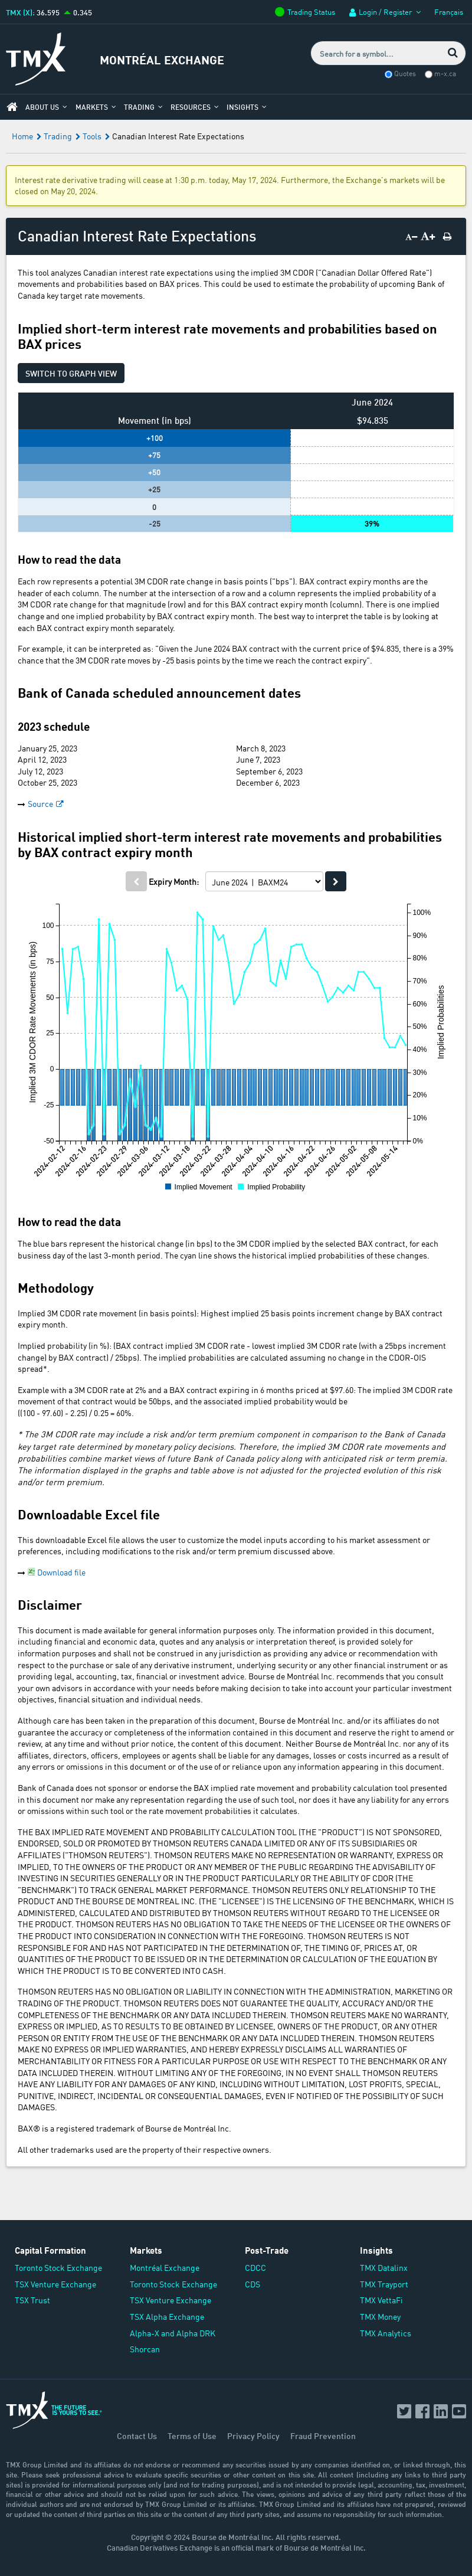 TMX (X): 36.595 0.345
Trading Status Login / Register Français
TMX MONTRÉAL EXCHANGE
Search for a symbol...
Quotes m-x.ca
ABOUT US MARKETS TRADING RESOURCES INSIGHTS
Home Trading Tools Canadian Interest Rate Expectations
Interest rate derivative trading will cease at 1:30 p.m. today, May 17, 2024. Furthermore, the Exchange's markets will be
closed on May 20, 2024.
Canadian Interest Rate Expectations
A− A+
This tool analyzes Canadian interest rate expectations using the implied 3M CDOR ("Canadian Dollar Offered Rate")
movements and probabilities based on BAX prices. This could be used to estimate the probability of upcoming Bank of
Canada key target rate movements.
Implied short-term interest rate movements and probabilities based on
BAX prices
SWITCH TO GRAPH VIEW
June 2024
Movement (in bps) $94.835
+100
+75
+50
+25
0
-25 39%
How to read the data
Each row represents a potential 3M CDOR rate change in basis points ("bps"). BAX contract expiry months are the
header of each column. The number at the intersection of a row and a column represents the implied probability of a
3M CDOR rate change for that magnitude (row) and for this BAX contract expiry month (column). There is one implied
change and one implied probability by BAX contract expiry month. The best way to interpret the table is by looking at
each BAX contract expiry month separately.
For example, it can be interpreted as: "Given the June 2024 BAX contract with the current price of $94.835, there is a 39%
chance that the 3M CDOR rate moves by -25 basis points by the time we reach the contract expiry".
Bank of Canada scheduled announcement dates
2023 schedule
January 25, 2023 March 8, 2023
April 12, 2023 June 7, 2023
July 12, 2023 September 6, 2023
October 25, 2023 December 6, 2023
Source
Historical implied short-term interest rate movements and probabilities
by BAX contract expiry month
Expiry Month: June 2024 | BAXM24
Implied 3M CDOR Rate Movements (in bps)
100
75
50
25
0
-25
-50
100%
90%
80%
70%
60%
50%
40%
30%
20%
10%
0%
Implied Probabilities
2024-02-12 2024-02-16 2024-02-23 2024-02-29 2024-03-06 2024-03-12 2024-03-18 2024-03-22 2024-03-28 2024-04-04 2024-04-10 2024-04-16 2024-04-22 2024-04-26 2024-05-02 2024-05-08 2024-05-14
Implied Movement Implied Probability
How to read the data
The blue bars represent the historical change (in bps) to the 3M CDOR implied by the selected BAX contract, for each
business day of the last 3-month period. The cyan line shows the historical implied probabilities of these changes.
Methodology
Implied 3M CDOR rate movement (in basis points): Highest implied 25 basis points increment change by BAX contract
expiry month.
Implied probability (in %): (BAX contract implied 3M CDOR rate - lowest implied 3M CDOR rate (with a 25bps increment
change) by BAX contract) / 25bps). The implied probabilities are calculated assuming no change in the CDOR-OIS
spread*.
Example with a 3M CDOR rate at 2% and a BAX contract expiring in 6 months priced at $97.60: The implied 3M CDOR rate
movement of that contract would be 50bps, and the associated implied probability would be
((100 - 97.60) - 2.25) / 0.25 = 60%.
* The 3M CDOR rate may include a risk and/or term premium component in comparison to the Bank of Canada
key target rate determined by monetary policy decisions. Therefore, the implied 3M CDOR rate movements and
probabilities combine market views of future Bank of Canada policy along with anticipated risk or term premia.
The information displayed in the graphs and table above is not adjusted for the projected evolution of this risk
and/or term premium.
Downloadable Excel file
This downloadable Excel file allows the user to customize the model inputs according to his market assessment or
preferences, including modifications to the risk and/or term premium discussed above.
Download file
Disclaimer
This document is made available for general information purposes only. The information provided in this document,
including financial and economic data, quotes and any analysis or interpretation thereof, is provided solely for
information purposes and shall not be construed in any jurisdiction as providing any advice or recommendation with
respect to the purchase or sale of any derivative instrument, underlying security or any other financial instrument or as
providing legal, accounting, tax, financial or investment advice. Bourse de Montréal Inc. recommends that you consult
your own advisors in accordance with your needs before making decision to take into account your particular investment
objectives, financial situation and individual needs.
Although care has been taken in the preparation of this document, Bourse de Montréal Inc. and/or its affiliates do not
guarantee the accuracy or completeness of the information contained in this document and reserve the right to amend or
review, at any time and without prior notice, the content of this document. Neither Bourse de Montréal Inc. nor any of its
affiliates, directors, officers, employees or agents shall be liable for any damages, losses or costs incurred as a result of
any errors or omissions in this document or of the use of or reliance upon any information appearing in this document.
Bank of Canada does not sponsor or endorse the BAX implied rate movement and probability calculation tool presented
in this document and may not make any representation regarding the use of such tool, nor does it have any liability for any
errors or omissions within such tool or the rate movement probabilities it calculates.
THE BAX IMPLIED RATE MOVEMENT AND PROBABILITY CALCULATION TOOL (THE "PRODUCT") IS NOT SPONSORED,
ENDORSED, SOLD OR PROMOTED BY THOMSON REUTERS CANADA LIMITED OR ANY OF ITS SUBSIDIARIES OR
AFFILIATES ("THOMSON REUTERS"). THOMSON REUTERS MAKE NO REPRESENTATION OR WARRANTY, EXPRESS OR
IMPLIED, TO THE OWNERS OF THE PRODUCT OR ANY MEMBER OF THE PUBLIC REGARDING THE ADVISABILITY OF
INVESTING IN SECURITIES GENERALLY OR IN THE PRODUCT PARTICULARLY OR THE ABILITY OF CDOR (THE
"BENCHMARK") TO TRACK GENERAL MARKET PERFORMANCE. THOMSON REUTERS ONLY RELATIONSHIP TO THE
PRODUCT AND THE BOURSE DE MONTREAL INC. (THE "LICENSEE") IS THE LICENSING OF THE BENCHMARK, WHICH IS
ADMINISTERED, CALCULATED AND DISTRIBUTED BY THOMSON REUTERS WITHOUT REGARD TO THE LICENSEE OR
THE PRODUCT. THOMSON REUTERS HAS NO OBLIGATION TO TAKE THE NEEDS OF THE LICENSEE OR THE OWNERS OF
THE PRODUCT INTO CONSIDERATION IN CONNECTION WITH THE FOREGOING. THOMSON REUTERS IS NOT
RESPONSIBLE FOR AND HAS NOT PARTICIPATED IN THE DETERMINATION OF, THE TIMING OF, PRICES AT, OR
QUANTITIES OF THE PRODUCT TO BE ISSUED OR IN THE DETERMINATION OR CALCULATION OF THE EQUATION BY
WHICH THE PRODUCT IS TO BE CONVERTED INTO CASH.
THOMSON REUTERS HAS NO OBLIGATION OR LIABILITY IN CONNECTION WITH THE ADMINISTRATION, MARKETING OR
TRADING OF THE PRODUCT. THOMSON REUTERS DOES NOT GUARANTEE THE QUALITY, ACCURACY AND/OR THE
COMPLETENESS OF THE BENCHMARK OR ANY DATA INCLUDED THEREIN. THOMSON REUTERS MAKE NO WARRANTY,
EXPRESS OR IMPLIED, AS TO RESULTS TO BE OBTAINED BY LICENSEE, OWNERS OF THE PRODUCT, OR ANY OTHER
PERSON OR ENTITY FROM THE USE OF THE BENCHMARK OR ANY DATA INCLUDED THEREIN. THOMSON REUTERS
MAKE NO EXPRESS OR IMPLIED WARRANTIES, AND HEREBY EXPRESSLY DISCLAIMS ALL WARRANTIES OF
MERCHANTABILITY OR FITNESS FOR A PARTICULAR PURPOSE OR USE WITH RESPECT TO THE BENCHMARK OR ANY
DATA INCLUDED THEREIN. WITHOUT LIMITING ANY OF THE FOREGOING, IN NO EVENT SHALL THOMSON REUTERS
HAVE ANY LIABILITY FOR ANY DAMAGES OF ANY KIND, INCLUDING WITHOUT LIMITATION, LOST PROFITS, SPECIAL,
PUNITIVE, INDIRECT, INCIDENTAL OR CONSEQUENTIAL DAMAGES, EVEN IF NOTIFIED OF THE POSSIBILITY OF SUCH
DAMAGES.
BAX® is a registered trademark of Bourse de Montréal Inc.
All other trademarks used are the property of their respective owners.
Capital Formation Markets Post-Trade Insights
Toronto Stock Exchange Montréal Exchange CDCC TMX Datalinx
TSX Venture Exchange Toronto Stock Exchange CDS TMX Trayport
TSX Trust TSX Venture Exchange TMX VettaFi
TSX Alpha Exchange TMX Money
Alpha-X and Alpha DRK TMX Analytics
Shorcan
TMX THE FUTURE
IS YOURS TO SEE.®
Contact Us Terms of Use Privacy Policy Fraud Prevention
TMX Group Limited and its affiliates do not endorse or recommend any securities issued by any companies identified on, or linked through, this
site. Please seek professional advice to evaluate specific securities or other content on this site. All content (including any links to third party
sites) is provided for informational purposes only (and not for trading purposes), and is not intended to provide legal, accounting, tax, investment,
financial or other advice and should not be relied upon for such advice. The views, opinions and advice of any third party reflect those of the
individual authors and are not endorsed by TMX Group Limited or its affiliates. TMX Group Limited and its affiliates have not prepared, reviewed
or updated the content of third parties on this site or the content of any third party sites, and assume no responsibility for such information.
Copyright © 2024 Bourse de Montréal Inc. All rights reserved.
Canadian Derivatives Exchange is an official mark of Bourse de Montréal Inc.